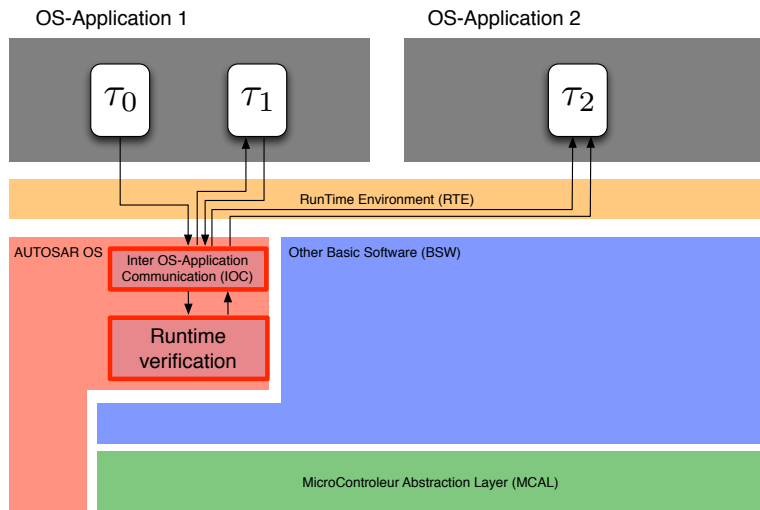 OS-Application 1
OS-Application 2
τ0
τ1
τ2
RunTime Environment (RTE)
AUTOSAR OS
Inter OS-Application
Communication (IOC)
Other Basic Software (BSW)
Runtime
verification
MicroControleur Abstraction Layer (MCAL)